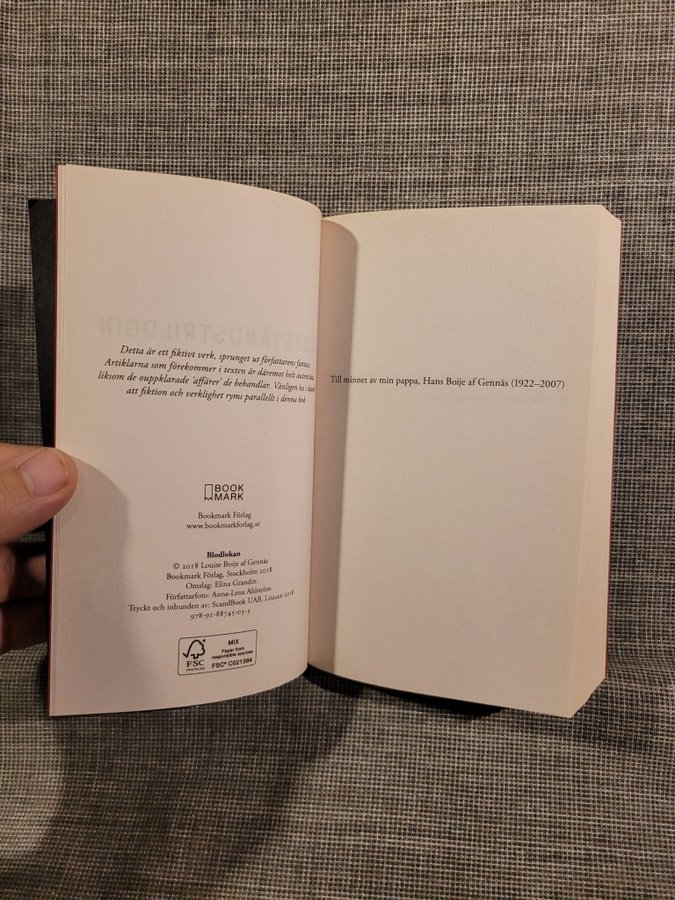 Detta är ett fiktivt verk, sprunget ut författarens
Artiklarna som förekommer i texten är däremot helt
liksom de ouppklarade 'affärer' de behandlar. Vänligen ha i
att fiktion och verklighet ryms parallellt i denna bok.
BOOK
MARK
Bookmark Förlag
www.bookmarkforlag.se
Blodlokan
© 2018 Louise Boije af Gennäs
Bookmark Förlag, Stockholm 2018
Omslag: Elina Grandin
Författarfoto: Anna-Lena Ahlström
Tryckt och inbunden av: ScandBook UAB, Litauen 2018
978-91-88745-03-3
FSC
www.fsc.org
MIX
Paper from
responsible sources
FSC® C021394
Till minnet av min pappa, Hans Boije af Gennäs (1922–2007)